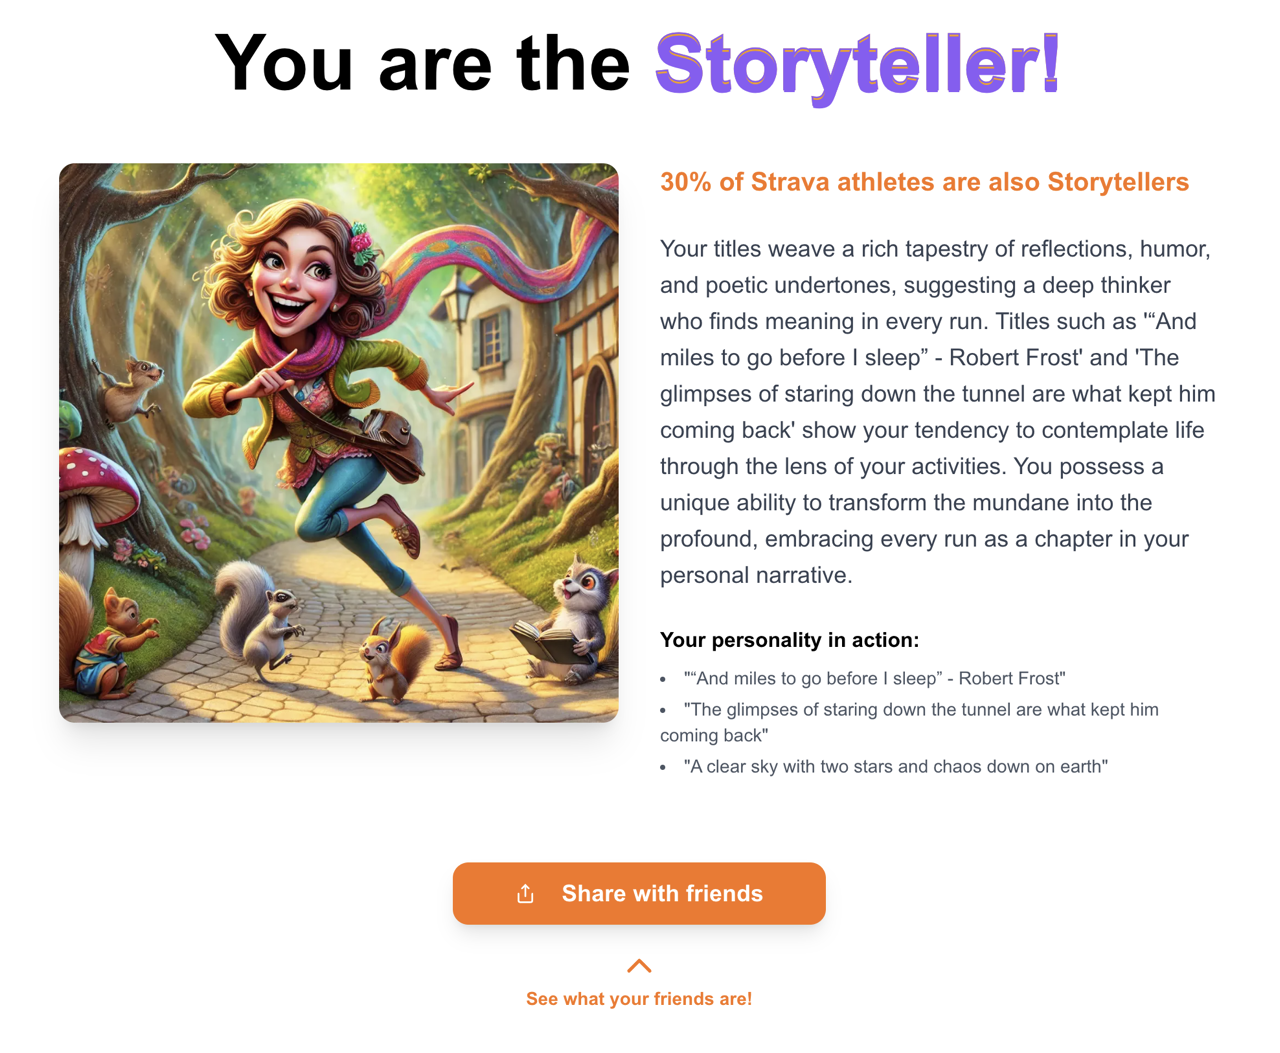 You are the Storyteller!
30% of Strava athletes are also Storytellers
Your titles weave a rich tapestry of reflections, humor,
and poetic undertones, suggesting a deep thinker
who finds meaning in every run. Titles such as '“And
miles to go before I sleep” - Robert Frost' and 'The
glimpses of staring down the tunnel are what kept him
coming back' show your tendency to contemplate life
through the lens of your activities. You possess a
unique ability to transform the mundane into the
profound, embracing every run as a chapter in your
personal narrative.
Your personality in action:
• "“And miles to go before I sleep” - Robert Frost"
• "The glimpses of staring down the tunnel are what kept him
coming back"
• "A clear sky with two stars and chaos down on earth"
Share with friends
See what your friends are!